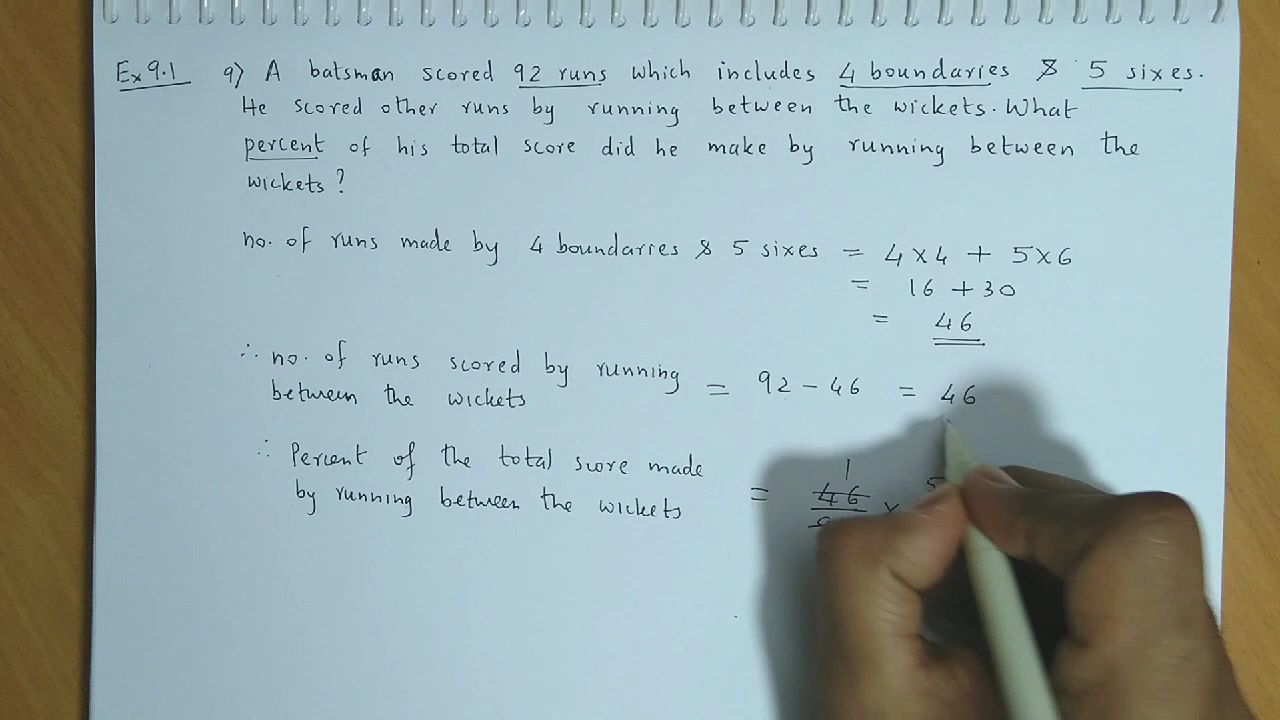 Ex 9.1 9) A batsman scored 92 runs which includes 4 boundaries & 5 sixes.
He scored other runs by running between the wickets. What
percent of his total score did he make by running between the
wickets?
no. of runs made by 4 boundaries & 5 sixes = 4×4 + 5×6
= 16 + 30
= 46
∴ no. of runs scored by running
between the wickets = 92 - 46 = 46
∴ Percent of the total score made
by running between the wickets = 46 ×
1